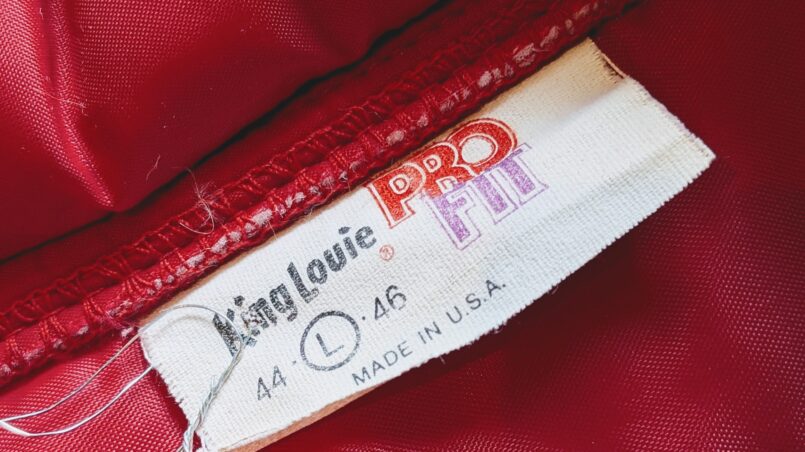 King Louie® PRO
FIT
44 · L · 46
MADE IN U.S.A.